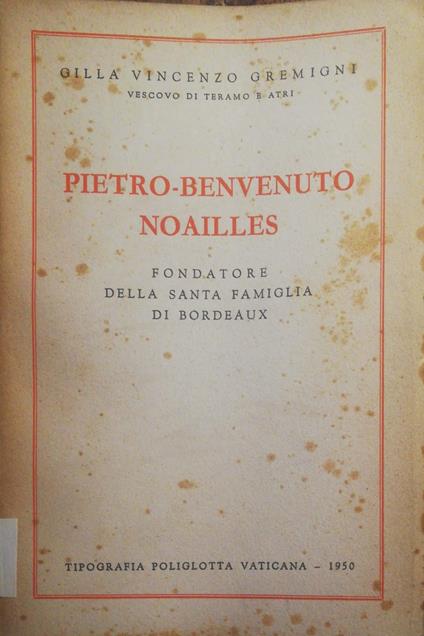 GILLA VINCENZO GREMIGNI
VESCOVO DI TERAMO E ATRI
PIETRO-BENVENUTO
NOAILLES
FONDATORE
DELLA SANTA FAMIGLIA
DI BORDEAUX
TIPOGRAFIA POLIGLOTTA VATICANA – 1950